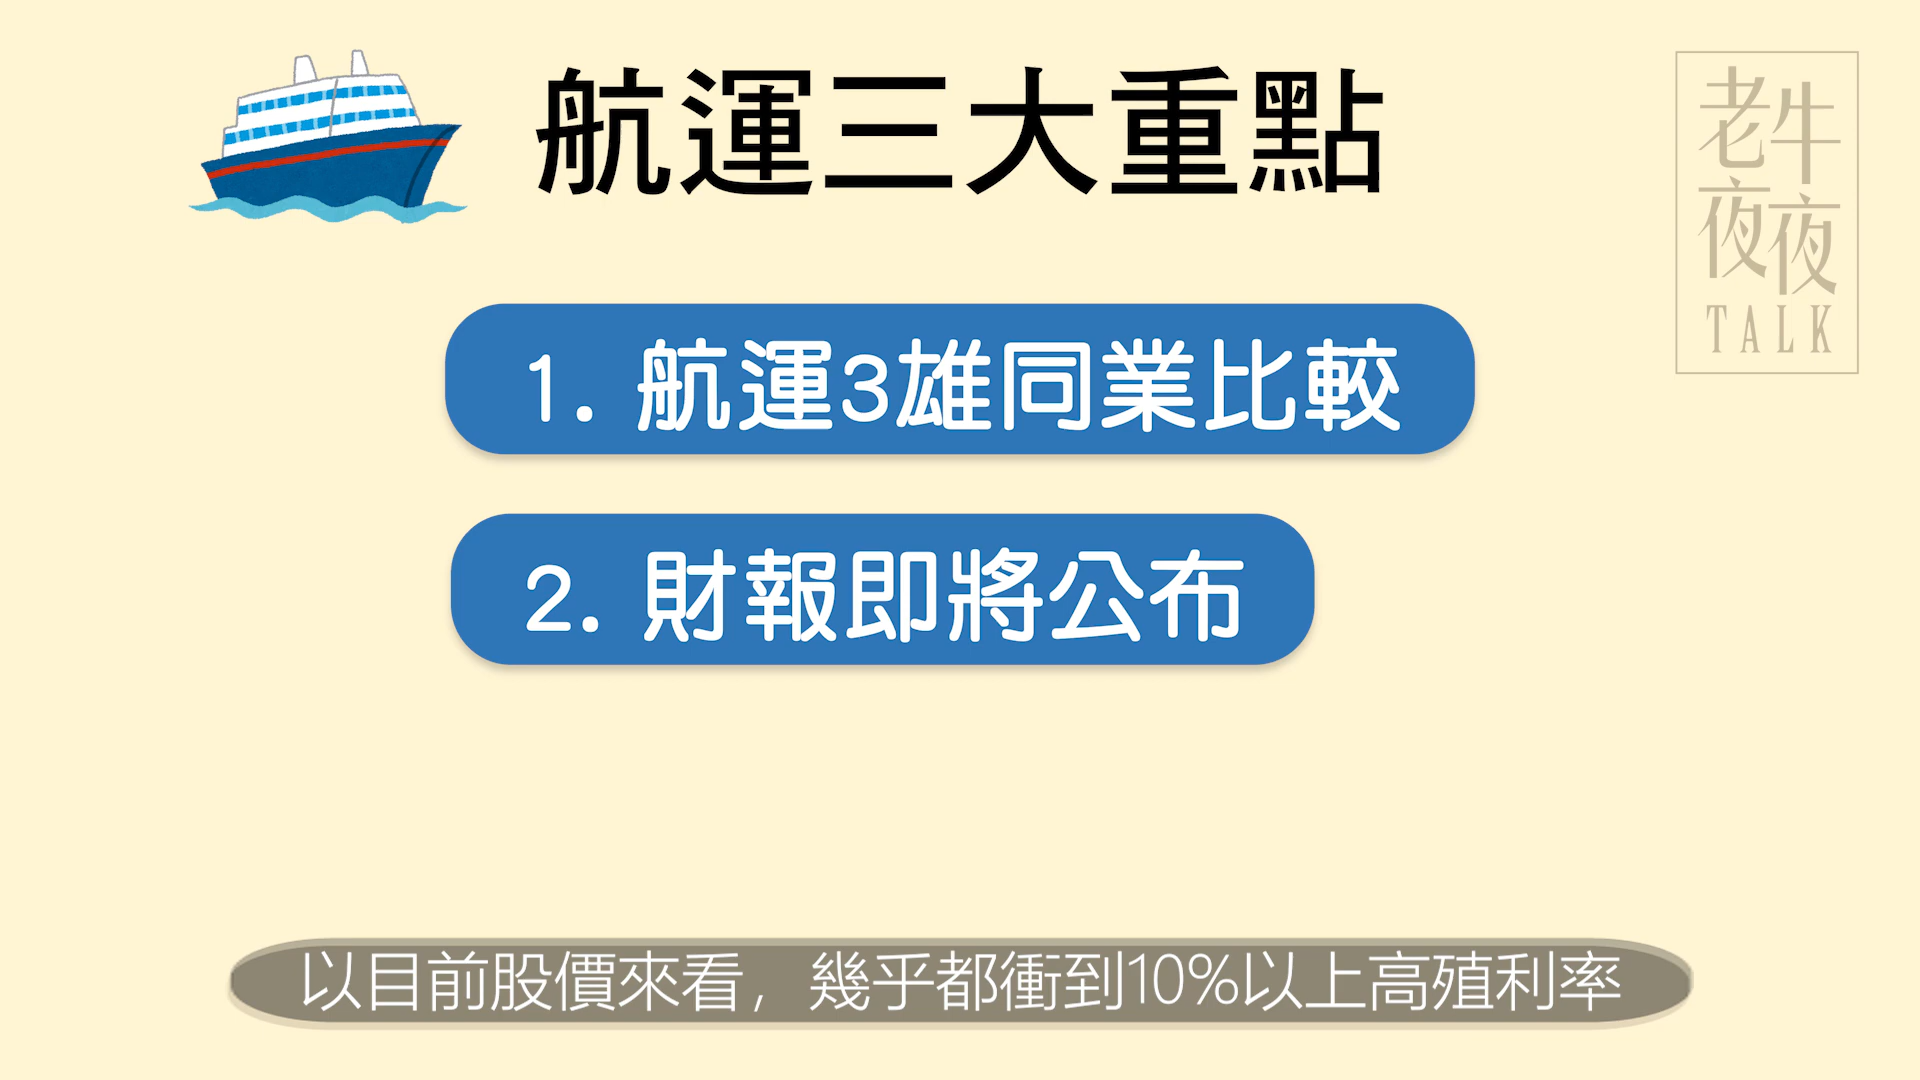 航運三大重點
老牛
夜夜
TALK
1. 航運3雄同業比較
2. 財報即將公布
以目前股價來看，幾乎都衝到10%以上高殖利率